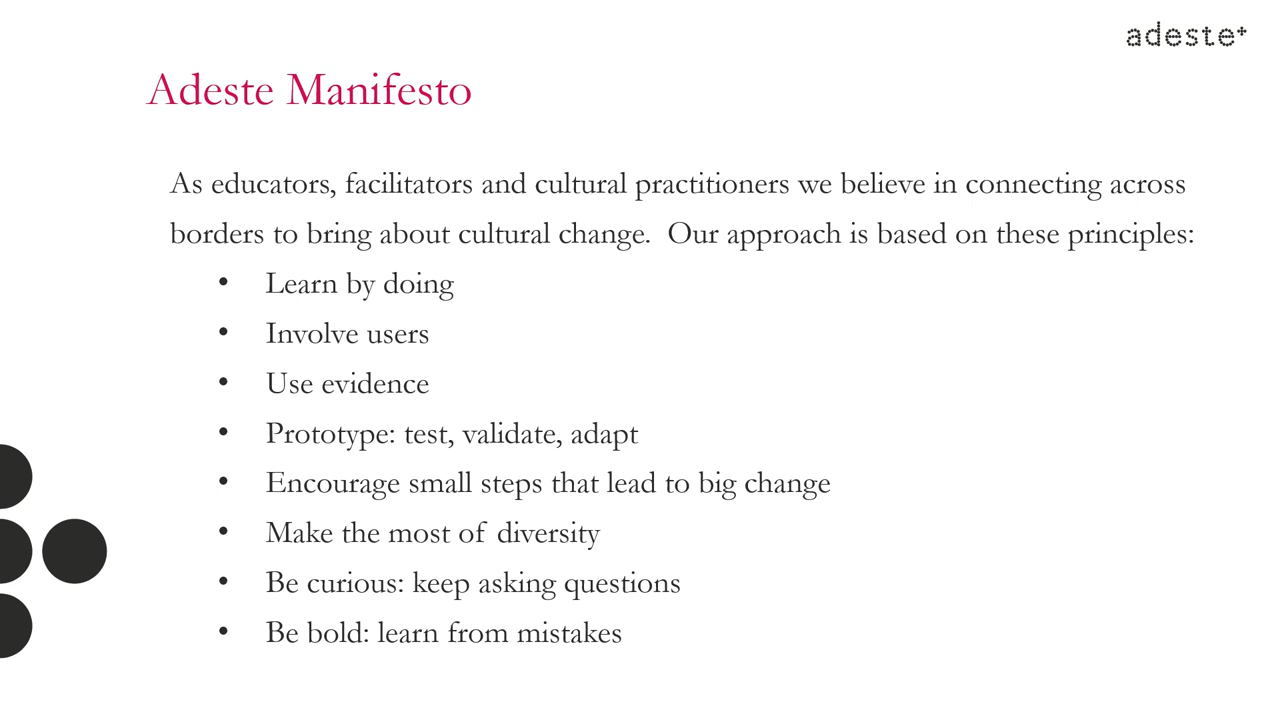 adeste+
Adeste Manifesto
As educators, facilitators and cultural practitioners we believe in connecting across
borders to bring about cultural change.  Our approach is based on these principles:
• Learn by doing
• Involve users
• Use evidence
• Prototype: test, validate, adapt
• Encourage small steps that lead to big change
• Make the most of diversity
• Be curious: keep asking questions
• Be bold: learn from mistakes